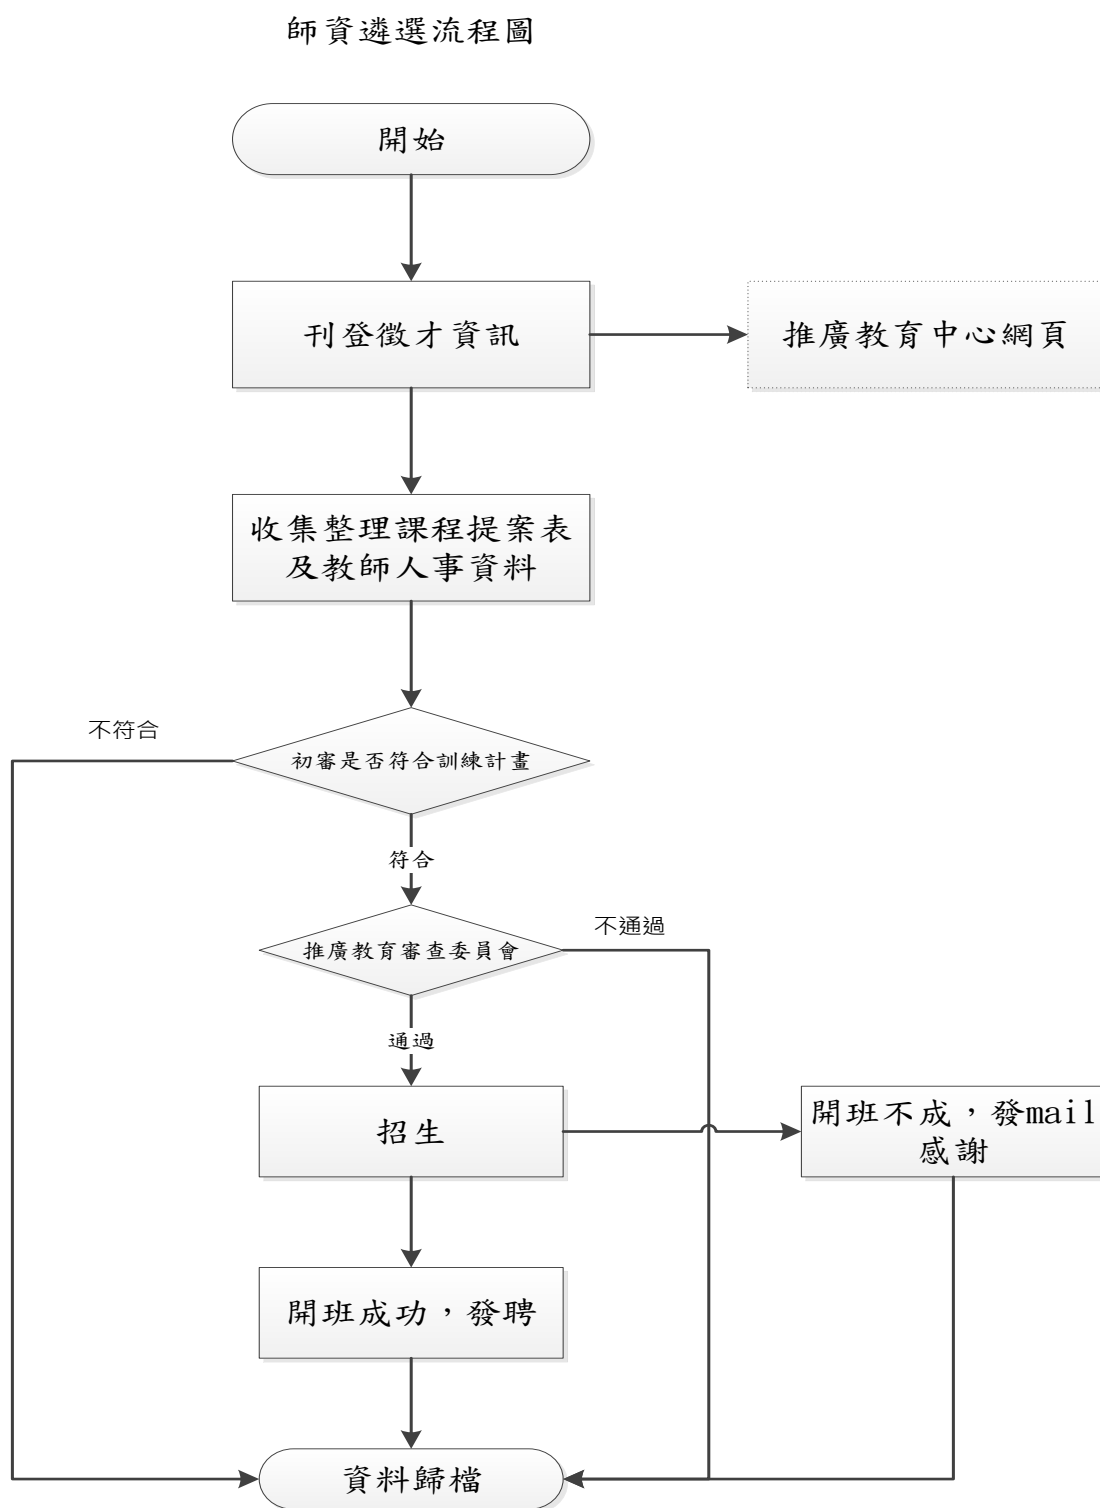 師資遴選流程圖
開始
刊登徵才資訊
推廣教育中心網頁
收集整理課程提案表
及教師人事資料
不符合
初審是否符合訓練計畫
符合
不通過
推廣教育審查委員會
通過
招生
開班不成，發mail
感謝
開班成功，發聘
資料歸檔